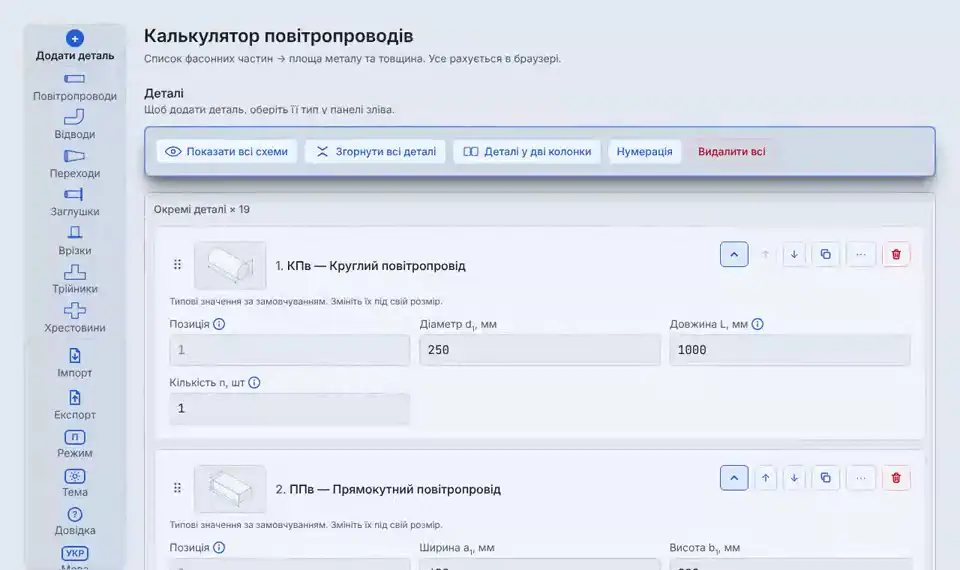 Додати деталь
Повітропроводи
Відводи
Переходи
Заглушки
Врізки
Трійники
Хрестовини
Імпорт
Експорт
П
Режим
Тема
Довідка
УКР
Мова
Калькулятор повітропроводів
Список фасонних частин → площа металу та товщина. Усе рахується в браузері.
Деталі
Щоб додати деталь, оберіть її тип у панелі зліва.
Показати всі схеми
Згорнути всі деталі
Деталі у дві колонки
Нумерація
Видалити всі
Окремі деталі × 19
1. КПв — Круглий повітропровід
Типові значення за замовчуванням. Змініть їх під свій розмір.
Позиція
Діаметр d₁, мм
Довжина L, мм
1
250
1000
Кількість n, шт
1
2. ППв — Прямокутний повітропровід
Типові значення за замовчуванням. Змініть їх під свій розмір.
Позиція
Ширина a₁, мм
Висота b₁, мм